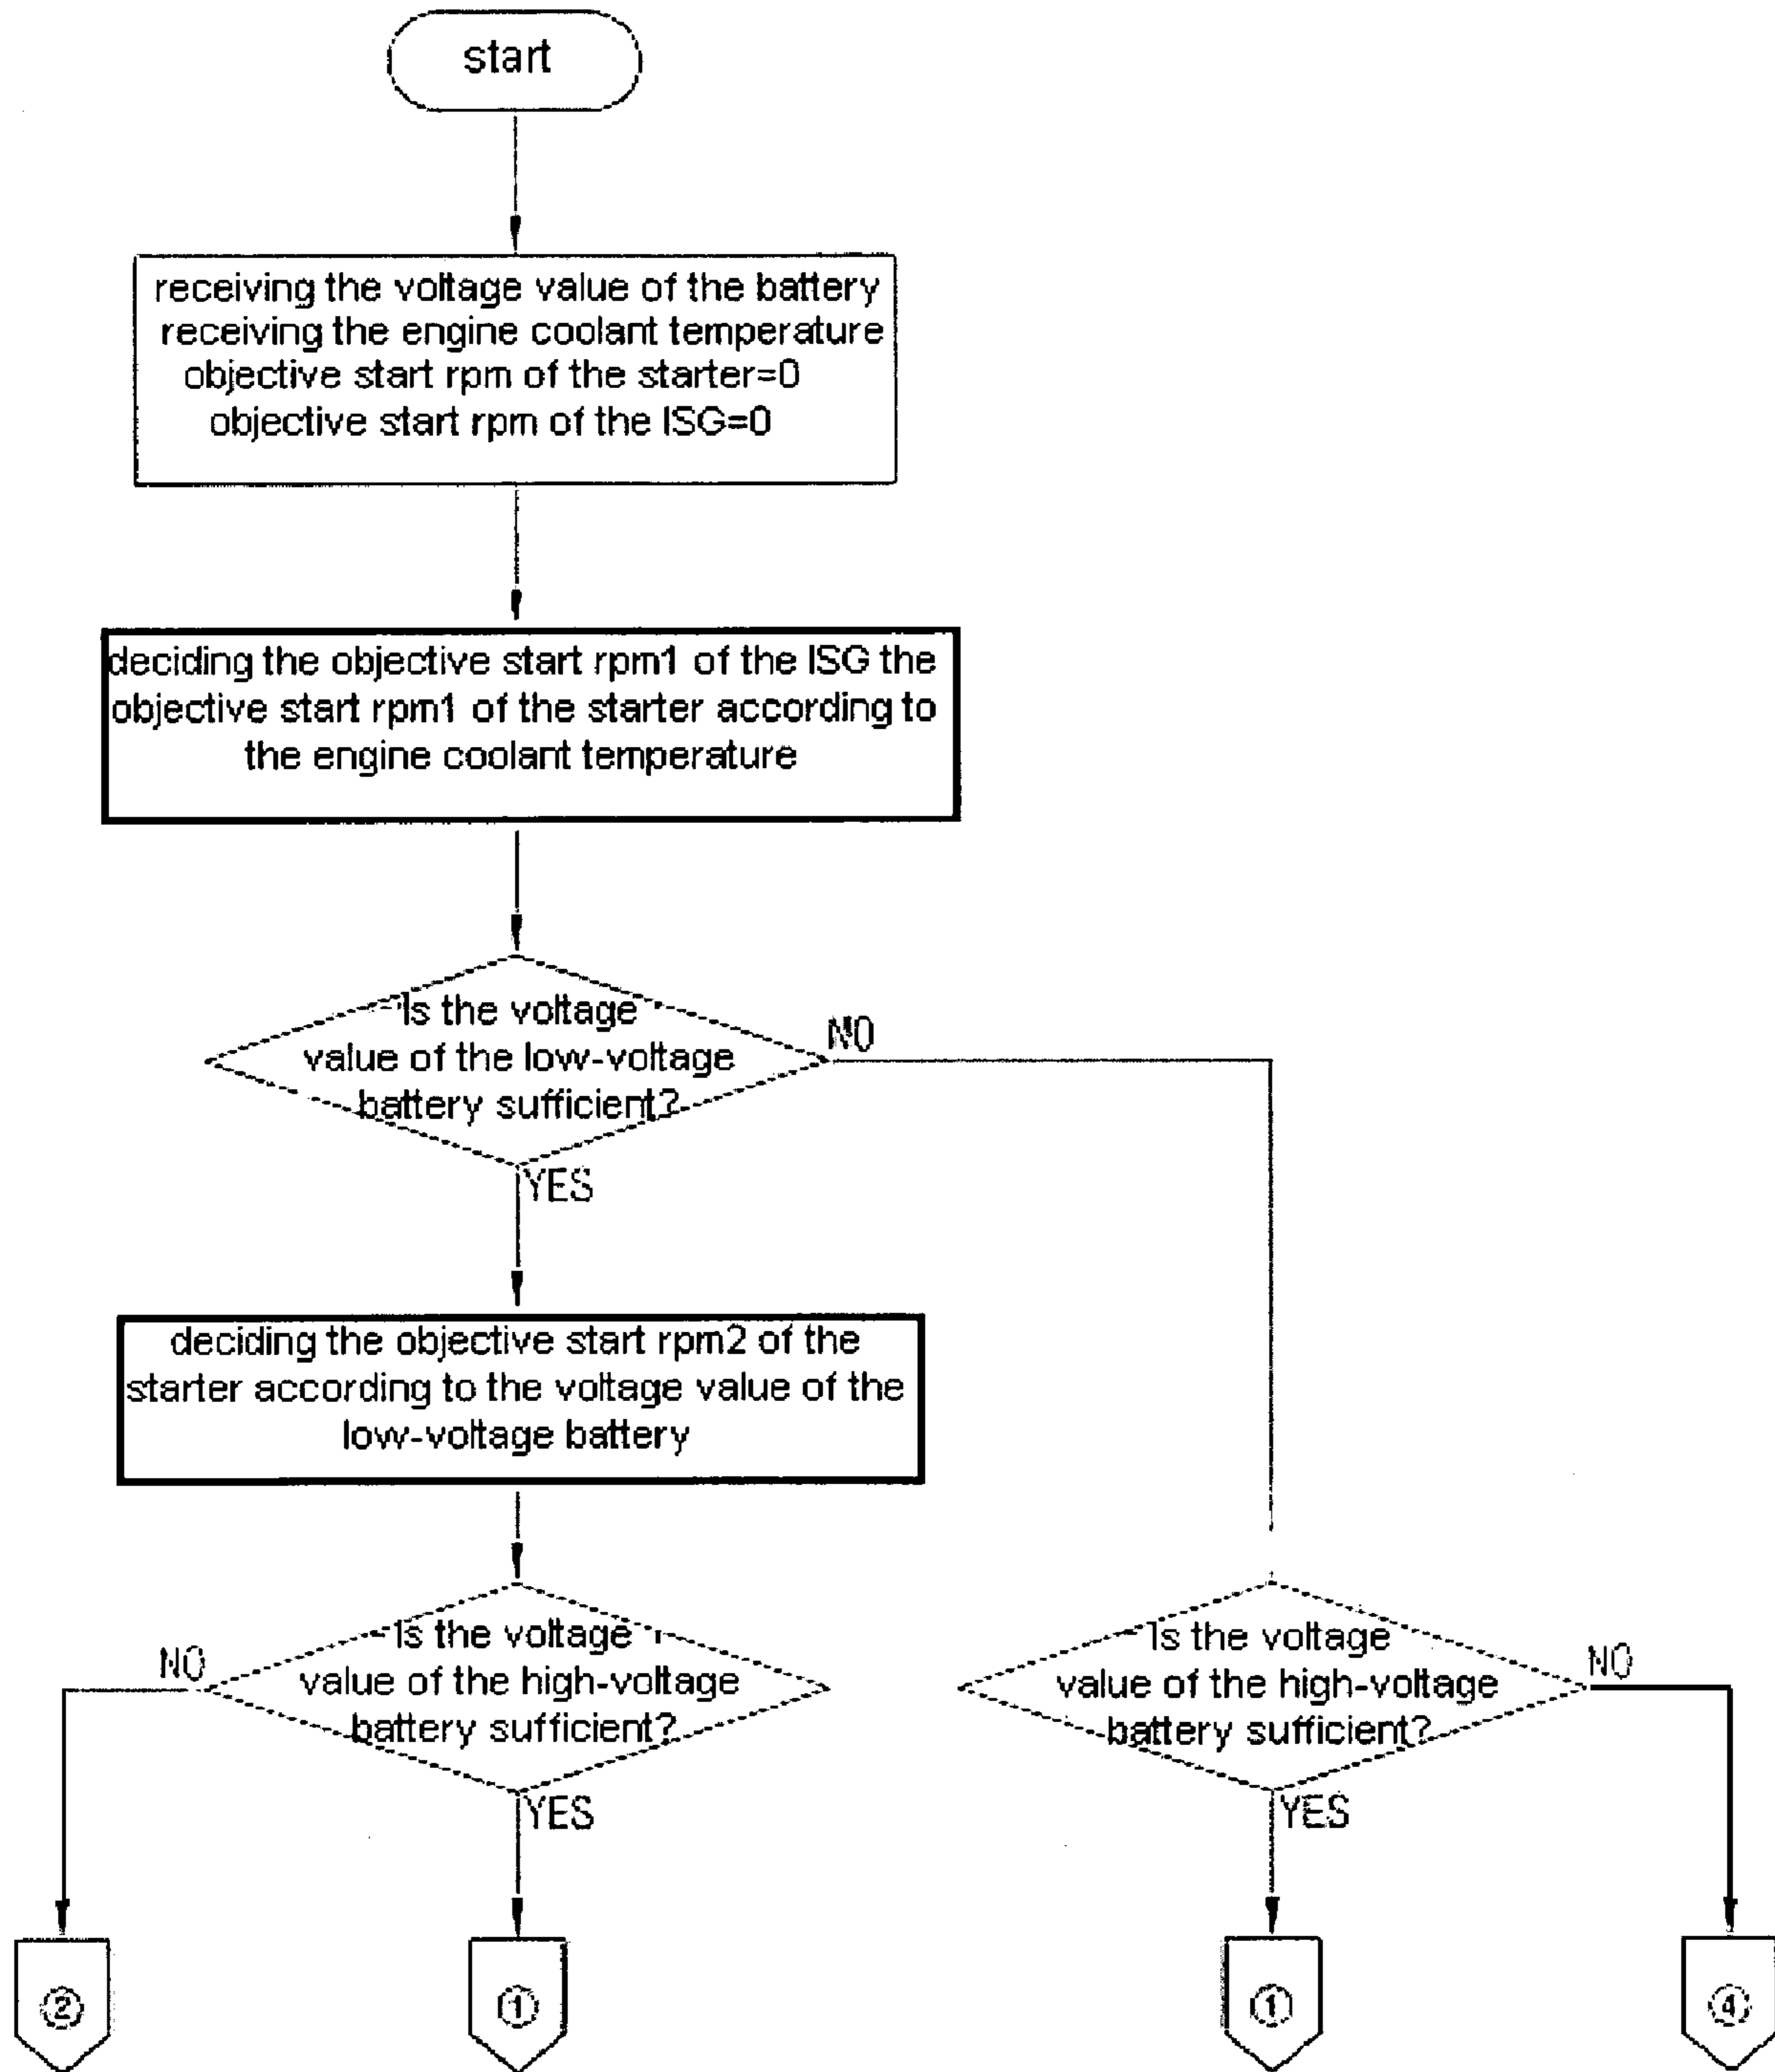 start
receiving the voltage value of the battery
receiving the engine coolant temperature
objective start rpm of the starter=0
objective start rpm of the ISG=0
deciding the objective start rpm1 of the ISG the
objective start rpm1 of the starter according to
the engine coolant temperature
Is the voltage
value of the low-voltage
battery sufficient?
NO
YES
deciding the objective start rpm2 of the
starter according to the voltage value of the
low-voltage battery
Is the voltage
value of the high-voltage
battery sufficient?
NO
YES
Is the voltage
value of the high-voltage
battery sufficient?
NO
YES
②
①
①
④